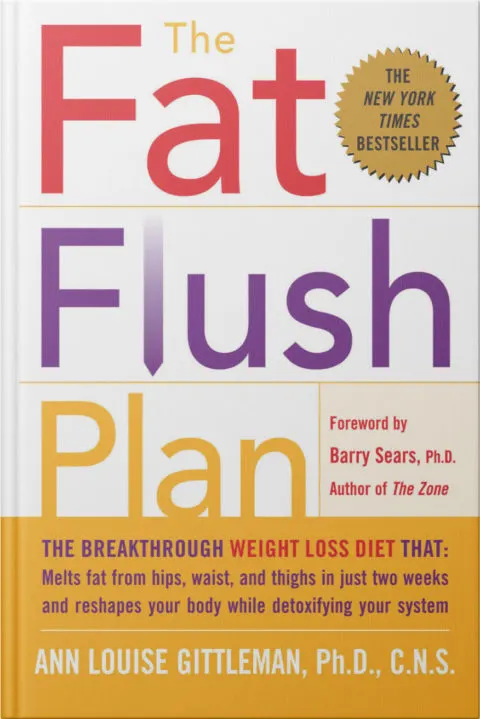 The
Fat
THE
NEW YORK
TIMES
BESTSELLER
Flush
Plan
Foreword by
Barry Sears, Ph.D.
Author of The Zone
THE BREAKTHROUGH WEIGHT LOSS DIET THAT:
Melts fat from hips, waist, and thighs in just two weeks
and reshapes your body while detoxifying your system
ANN LOUISE GITTLEMAN, Ph.D., C.N.S.